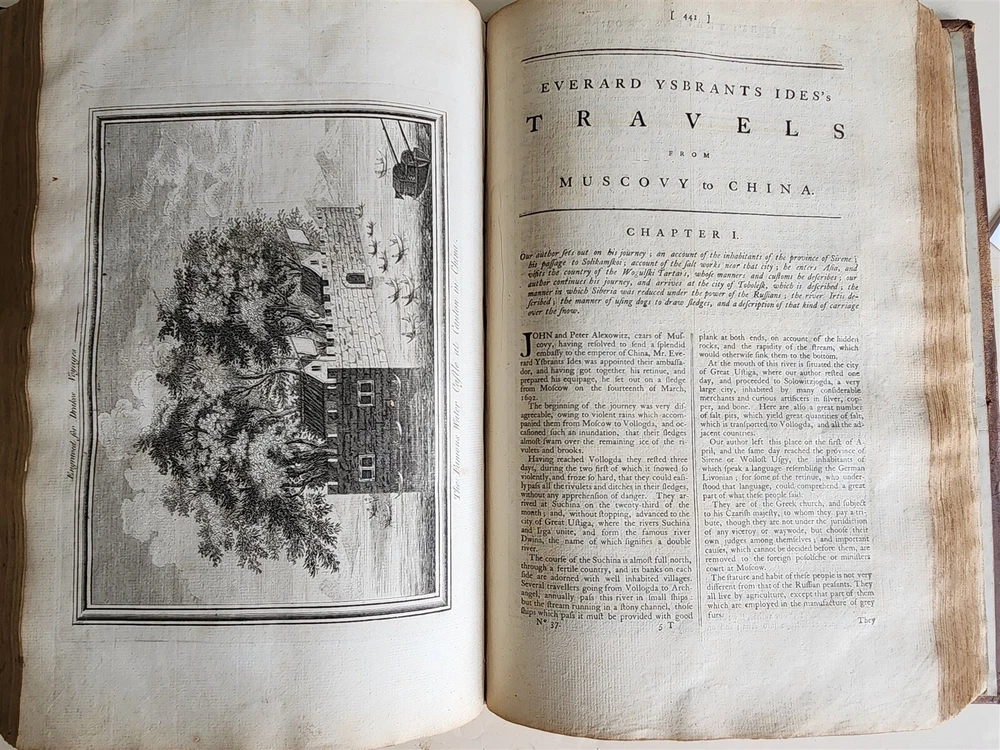 Engraved for Drake's Voyages
The Famous Water Castle at Canton in China.
[ 441 ]
EVERARD YSBRANTS IDES's
TRAVELS
FROM
MUSCOVY to CHINA.
CHAPTER I.
Our author ſets out on his journey ; an account of the inhabitants of the province of Sirene ;
his paſſage to Solikamſkoi ; account of the ſalt works near that city ; he enters Aſia, and
viſits the country of the Woguſki Tartars, whoſe manners and cuſtoms he deſcribes ; our
author continues his journey, and arrives at the city of Toboleſk, which is deſcribed ; the
manner in which Siberia was reduced under the power of the Ruſſians ; the river Irtis de-
ſcribed ; the manner of uſing dogs to draw ſledges, and a deſcription of that kind of carriage
over the ſnow.
JOHN and Peter Alexowitz, czars of Muſ-
covy, having reſolved to ſend a ſplendid
embaſſy to the emperor of China, Mr. Eve-
rard Yſbrants Ides was appointed their ambaſſa-
dor, and having got together his retinue, and
prepared his equipage, he ſet out on a ſledge
from Moſcow on the fourteenth of March,
1692.
The beginning of the journey was very diſ-
agreeable, owing to violent rains which accom-
panied them from Moſcow to Vollogda, and oc-
caſioned ſuch an inundation, that their ſledges
almoſt ſwam over the remaining ice of the ri-
vulets and brooks.
Having reached Vollogda they reſted three
days, during the two firſt of which it ſnowed ſo
violently, and froze ſo hard, that they could eaſi-
ly paſs all the rivulets and ditches in their ſledges,
without any apprehenſion of danger. They ar-
rived at Suchina on the twenty-third of the
month ; and, without ſtopping, advanced to the
city of Great Uſtiga, where the rivers Suchina
and Irga unite, and form the famous river
Dwina, the name of which ſignifies a double
river.
The courſe of the Suchina is almoſt full north,
through a fertile country, and its banks on each
ſide are adorned with well inhabited villages.
Several travellers going from Vollogda to Arch-
angel, annually paſs this river in ſmall ſhips :
but the ſtream running in a ſtony channel, thoſe
ſhips which paſs it muſt be provided with good
Nº 37.
5 T
plank at both ends, on account of the hidden
rocks, and the rapidity of the ſtream, which
would otherwiſe ſink them to the bottom.
At the mouth of this river is ſituated the city
of Great Uſtiga, where our author reſted one
day, and proceeded to Solowitzjogda, a very
large city, inhabited by many conſiderable
merchants and curious artificers in ſilver, cop-
per, and bone. Here are alſo a great number
of ſalt pits, which yield great quantities of ſalt,
which is tranſported to Vollogda, and all the ad-
jacent countries.
Our author left this place on the firſt of A-
pril, and the ſame day reached the province of
Sirene or Wolloſt Uſgy, the inhabitants of
which ſpeak a language reſembling the German
Livonian ; for ſome of the retinue, who under-
ſtood that language, could comprehend a great
part of what theſe people ſaid.
They are of the Greek church, and ſubject
to his Czariſh majeſty, to whom they pay a tri-
bute, though they are not under the juriſdiction
of any viceroy or waywode, but chooſe their
own judges among themſelves ; and important
cauſes, which cannot be decided before them, are
removed to the foreign poſolſche or miniſters
court at Moſcow.
The ſtature and habit of theſe people is not very
different from that of the Ruſſian peaſants. They
all live by agriculture, except that part of them
which are employed in the manufacture of grey
furs.
They